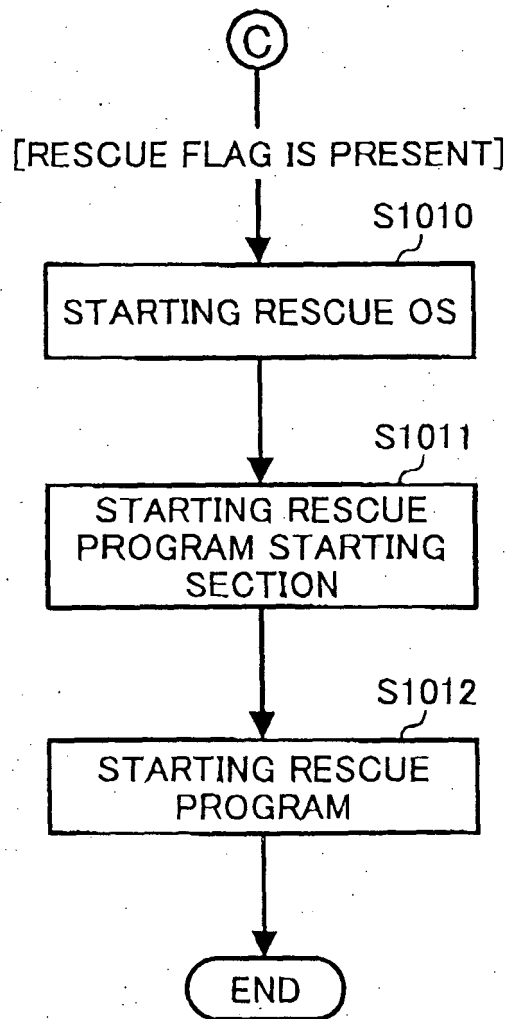 C
[RESCUE FLAG IS PRESENT]
S1010
STARTING RESCUE OS
S1011
STARTING RESCUE
PROGRAM STARTING
SECTION
S1012
STARTING RESCUE
PROGRAM
END